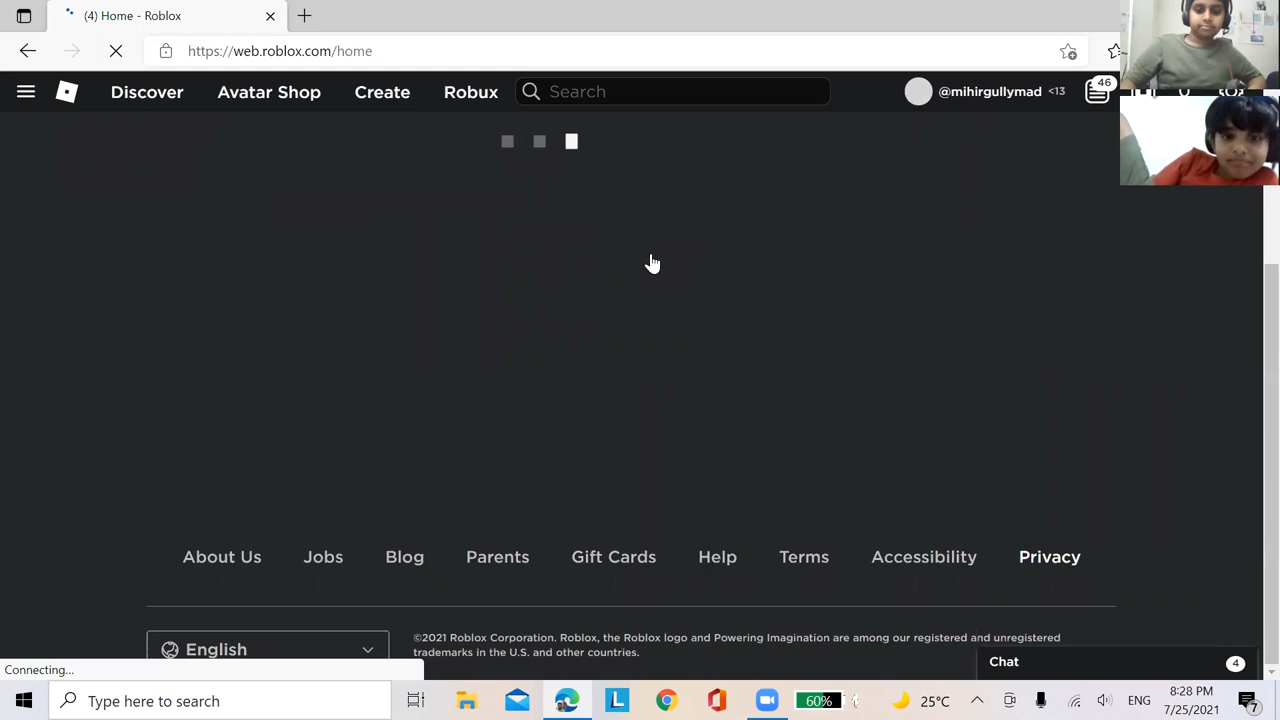 (4) Home - Roblox
https://web.roblox.com/home
Discover Avatar Shop Create Robux Search @mihirgullymad <13 46
About Us Jobs Blog Parents Gift Cards Help Terms Accessibility Privacy
English
©2021 Roblox Corporation. Roblox, the Roblox logo and Powering Imagination are among our registered and unregistered
trademarks in the U.S. and other countries.
Chat 4
Connecting...
Type here to search L 60% 25°C ENG 8:28 PM
7/25/2021 7